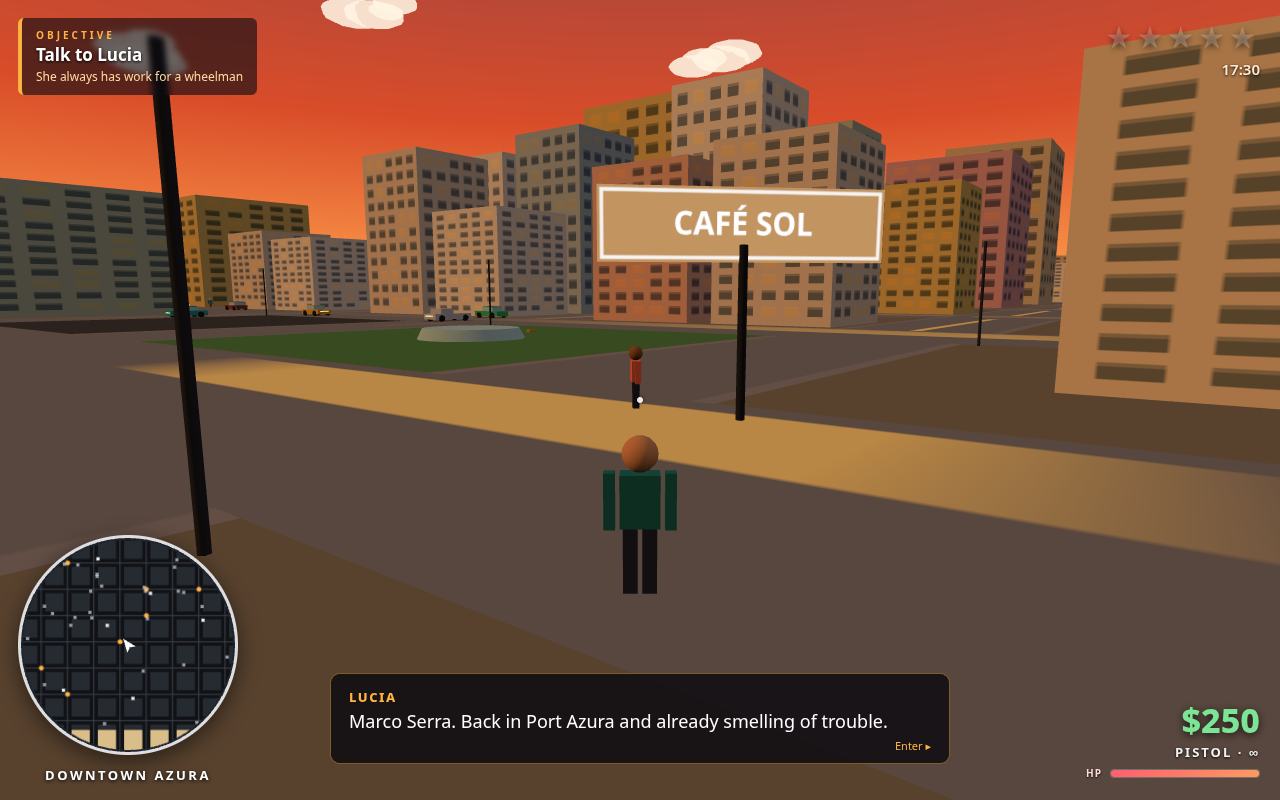 OBJECTIVE
Talk to Lucia
She always has work for a wheelman
17:30
CAFÉ SOL
LUCIA
Marco Serra. Back in Port Azura and already smelling of trouble.
Enter ▸
$250
PISTOL · ∞
HP
DOWNTOWN AZURA